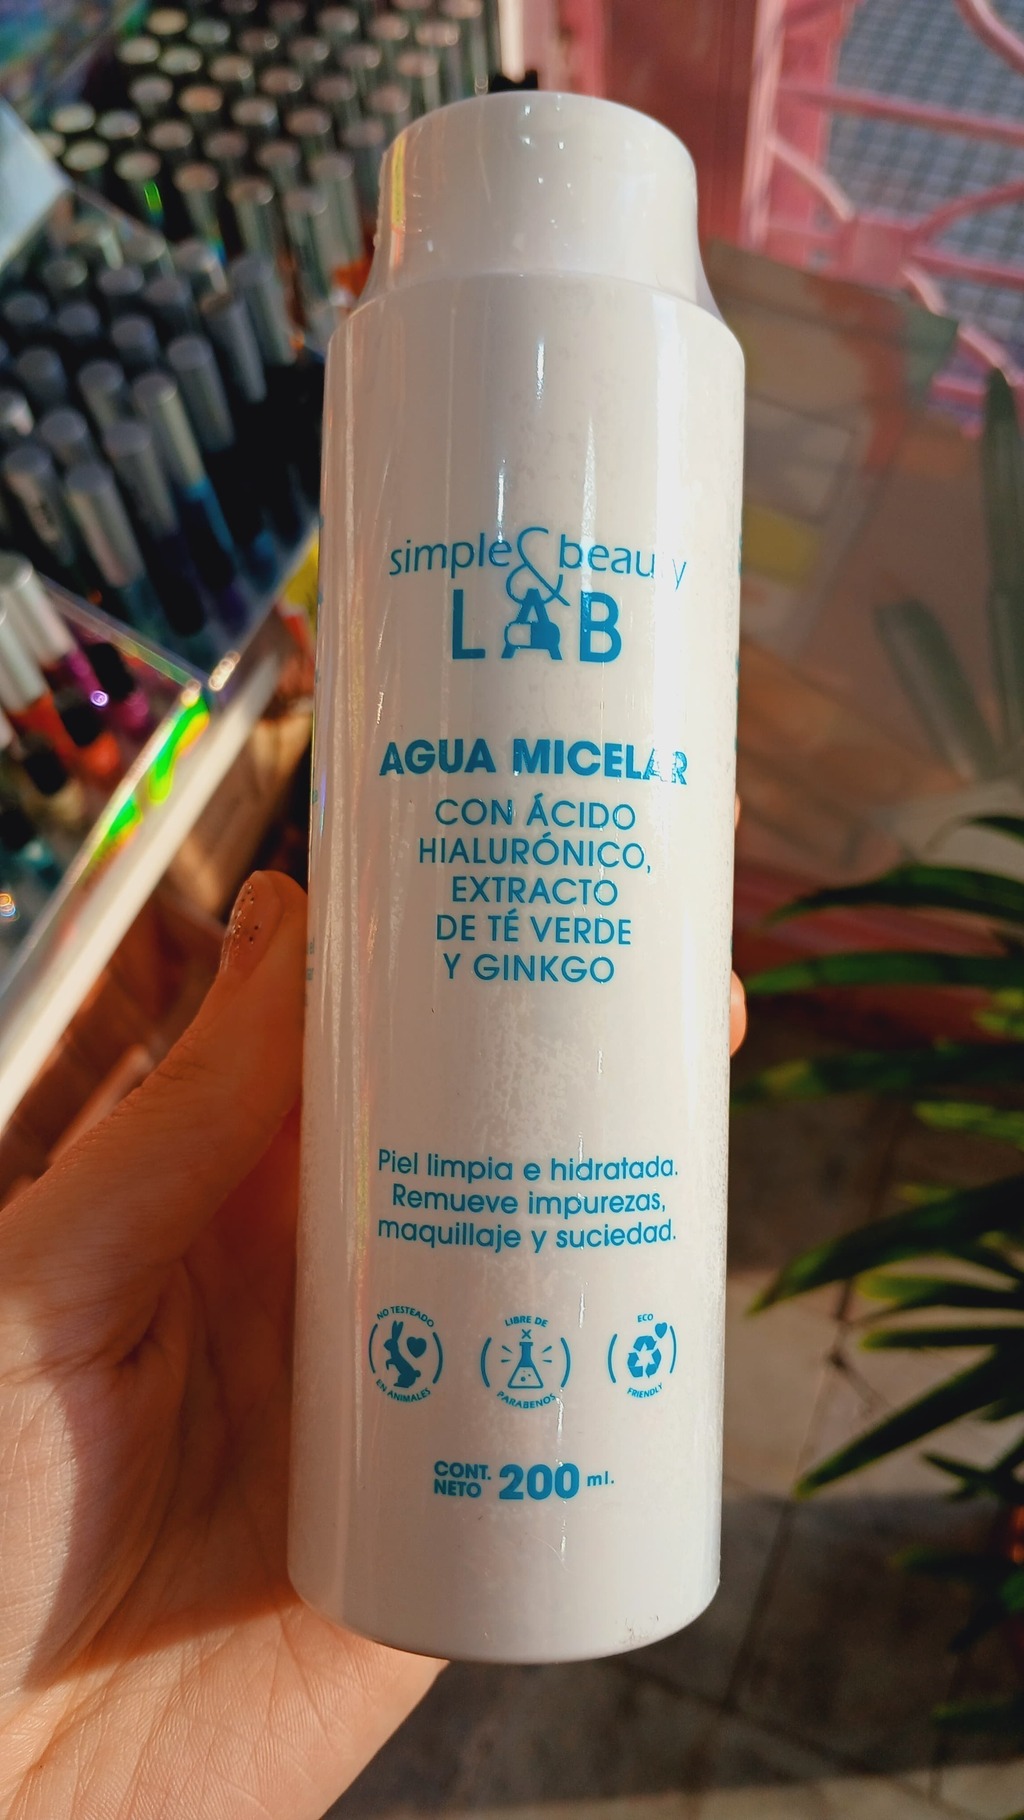 simple & beauty
LAB
AGUA MICELAR
CON ÁCIDO
HIALURÓNICO,
EXTRACTO
DE TÉ VERDE
Y GINKGO
Piel limpia e hidratada.
Remueve impurezas,
maquillaje y suciedad.
NO TESTEADO
EN ANIMALES
LIBRE DE
PARABENOS
ECO
FRIENDLY
CONT.
NETO 200 ml.